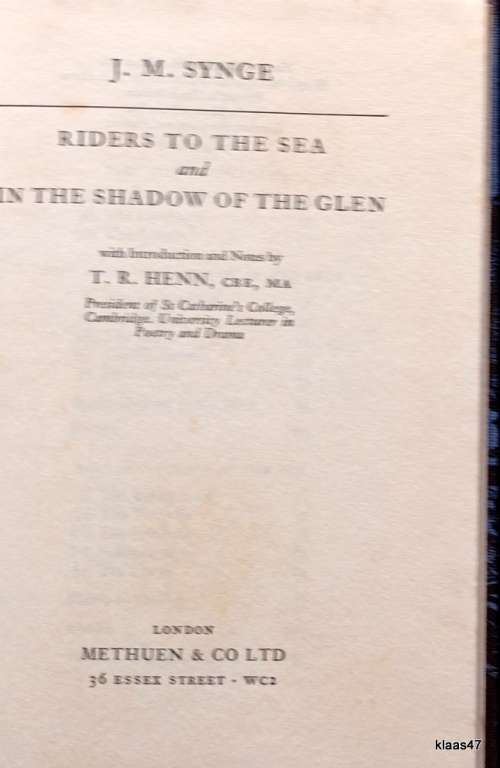 J. M. SYNGE
RIDERS TO THE SEA
and
IN THE SHADOW OF THE GLEN
with Introduction and Notes by
T. R. HENN, CBE, MA
President of St Catharine's College,
Cambridge. University Lecturer in
Poetry and Drama
LONDON
METHUEN & CO LTD
36 ESSEX STREET · WC2
klaas47